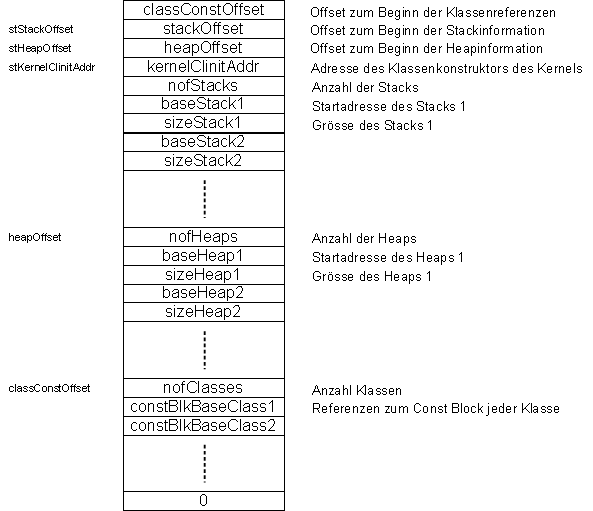 classConstOffset Offset zum Beginn der Klassenreferenzen
stStackOffset stackOffset Offset zum Beginn der Stackinformation
stHeapOffset heapOffset Offset zum Beginn der Heapinformation
stKernelClinitAddr kernelClinitAddr Adresse des Klassenkonstruktors des Kernels
nofStacks Anzahl der Stacks
baseStack1 Startadresse des Stacks 1
sizeStack1 Grösse des Stacks 1
baseStack2
sizeStack2
heapOffset nofHeaps Anzahl der Heaps
baseHeap1 Startadresse des Heaps 1
sizeHeap1 Grösse des Heaps 1
baseHeap2
sizeHeap2
classConstOffset nofClasses Anzahl Klassen
constBlkBaseClass1 Referenzen zum Const Block jeder Klasse
constBlkBaseClass2
0